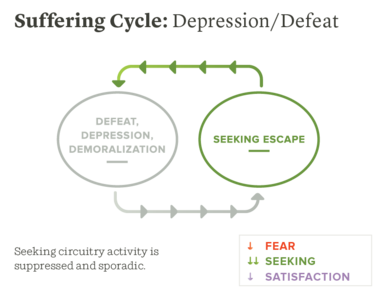 Suffering Cycle: Depression/Defeat
DEFEAT,
DEPRESSION,
DEMORALIZATION
SEEKING ESCAPE
Seeking circuitry activity is
suppressed and sporadic.
↓ FEAR
↓↓ SEEKING
↓ SATISFACTION